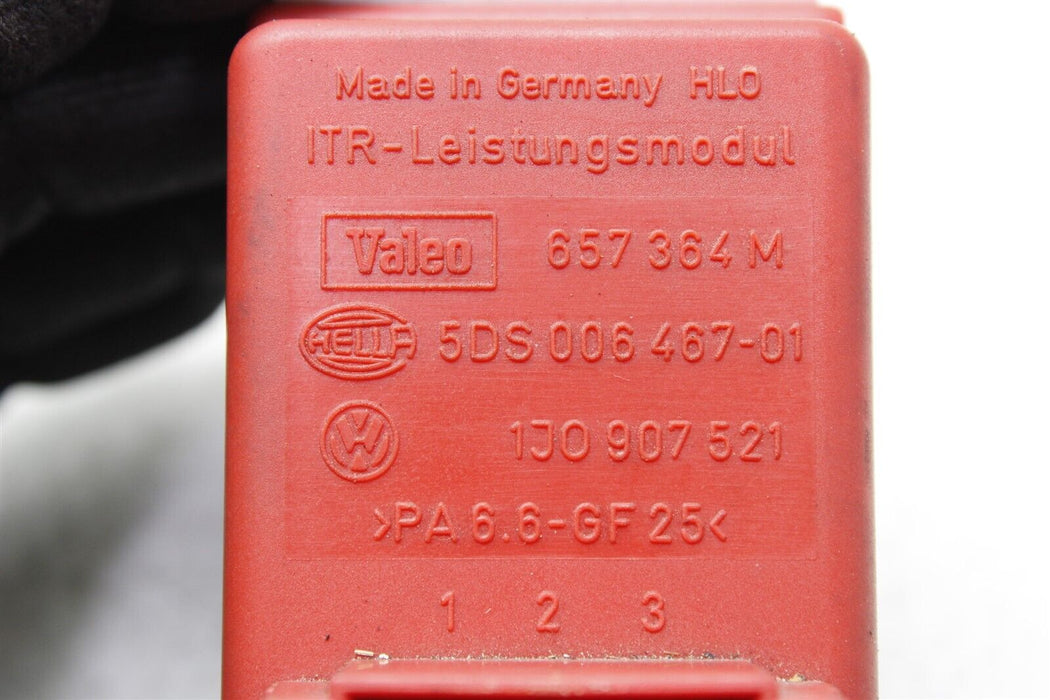 Made in Germany HLO
ITR-Leistungsmodul
Valeo 657 364 M
HELLA 5DS 006 467-01
VW 1J0 907 521
>PA 6.6-GF 25<
1 2 3